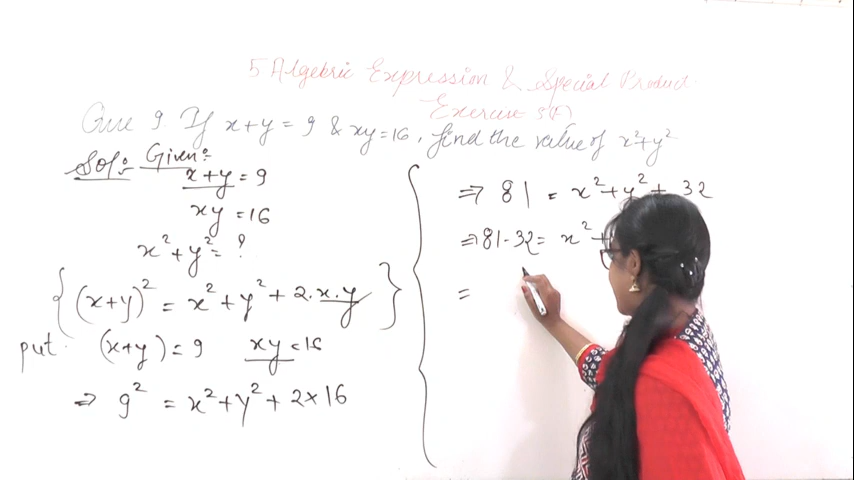 5 Algebric Expression & Special Product
Exercise 5(F)
Que 9 If x+y = 9 & xy=16, find the value of x²+y²
Sol: Given:
x+y = 9
xy = 16
x²+y² = ?
{(x+y)² = x²+y²+2.x.y}
put (x+y) = 9 xy = 16
⇒ 9² = x²+y²+2×16
⇒ 81 = x²+y²+ 32
⇒ 81-32 = x²+
=